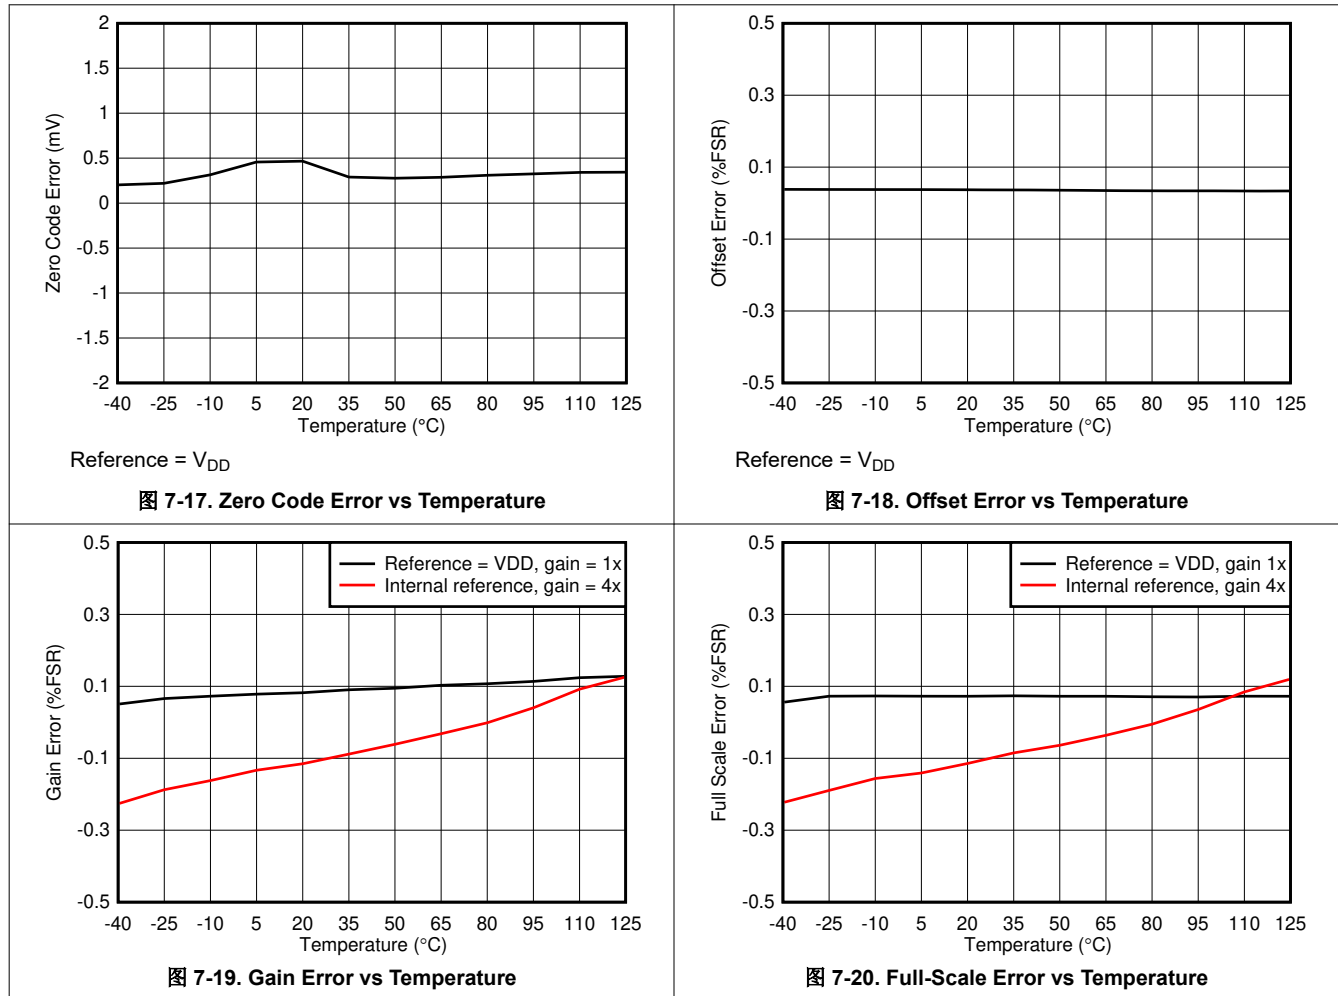 2
1.5
1
0.5
0
-0.5
-1
-1.5
-2
Zero Code Error (mV)
-40 -25 -10 5 20 35 50 65 80 95 110 125
Temperature (°C)
Reference = VDD
图 7-17. Zero Code Error vs Temperature
0.5
0.3
0.1
-0.1
-0.3
-0.5
Offset Error (%FSR)
-40 -25 -10 5 20 35 50 65 80 95 110 125
Temperature (°C)
Reference = VDD
图 7-18. Offset Error vs Temperature
0.5
0.3
0.1
-0.1
-0.3
-0.5
Gain Error (%FSR)
Reference = VDD, gain = 1x
Internal reference, gain = 4x
-40 -25 -10 5 20 35 50 65 80 95 110 125
Temperature (°C)
图 7-19. Gain Error vs Temperature
0.5
0.3
0.1
-0.1
-0.3
-0.5
Full Scale Error (%FSR)
Reference = VDD, gain 1x
Internal reference, gain 4x
-40 -25 -10 5 20 35 50 65 80 95 110 125
Temperature (°C)
图 7-20. Full-Scale Error vs Temperature